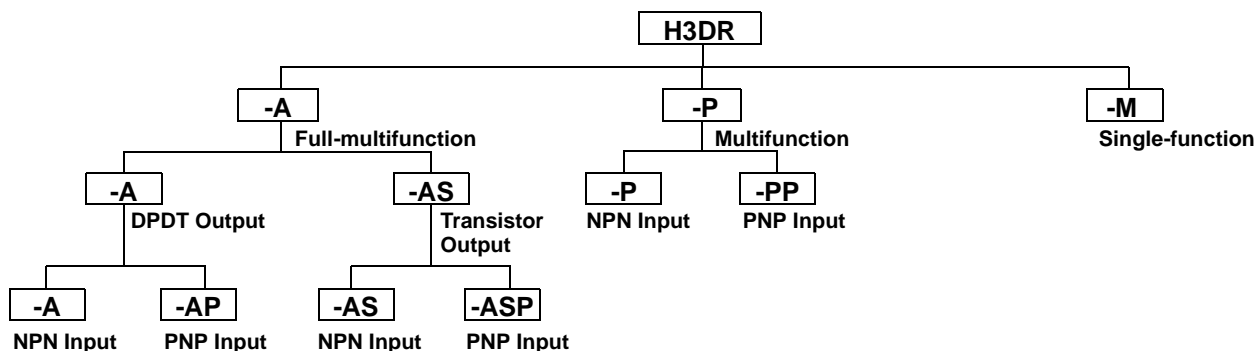 H3DR
-A
-P
-M
Full-multifunction
Multifunction
Single-function
-A
-AS
-P
-PP
DPDT Output
Transistor
Output
NPN Input
PNP Input
-A
-AP
-AS
-ASP
NPN Input
PNP Input
NPN Input
PNP Input